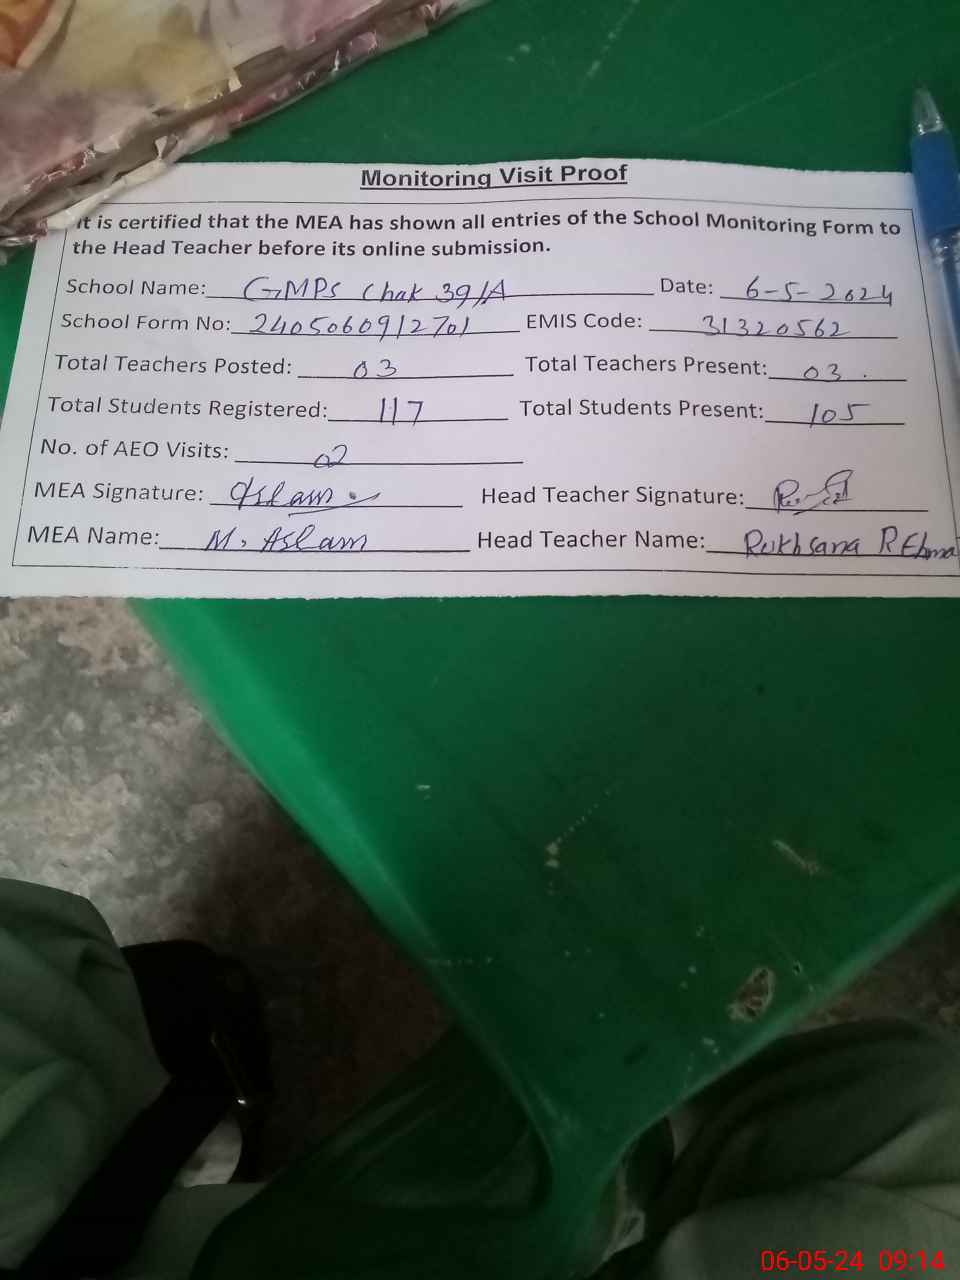 Monitoring Visit Proof
It is certified that the MEA has shown all entries of the School Monitoring Form to
the Head Teacher before its online submission.
School Name: GMPS Chak 39/A Date: 6-5-2024
School Form No: 2405060912701 EMIS Code: 31320562
Total Teachers Posted: 03 Total Teachers Present: 03
Total Students Registered: 117 Total Students Present: 105
No. of AEO Visits: 02
MEA Signature: Aslam Head Teacher Signature:
MEA Name: M. Aslam Head Teacher Name: Rukhsana REhma
06-05-24 09:14